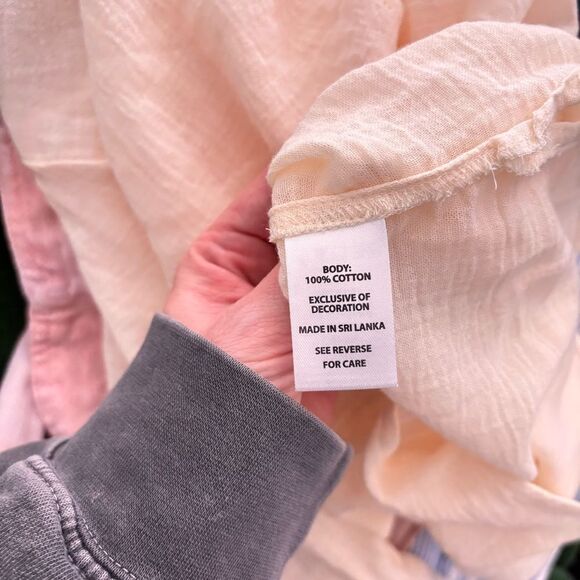 BODY:
100% COTTON
EXCLUSIVE OF
DECORATION
MADE IN SRI LANKA
SEE REVERSE
FOR CARE